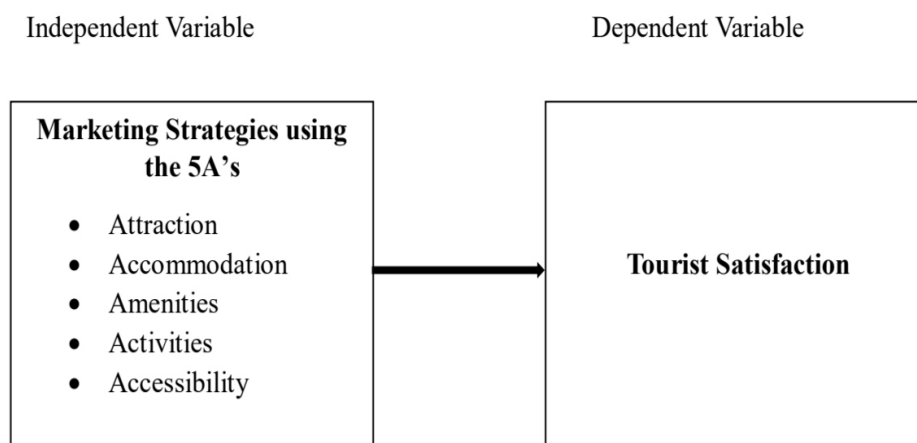 Independent Variable
Dependent Variable
Marketing Strategies using
the 5A’s
• Attraction
• Accommodation
• Amenities
• Activities
• Accessibility
Tourist Satisfaction